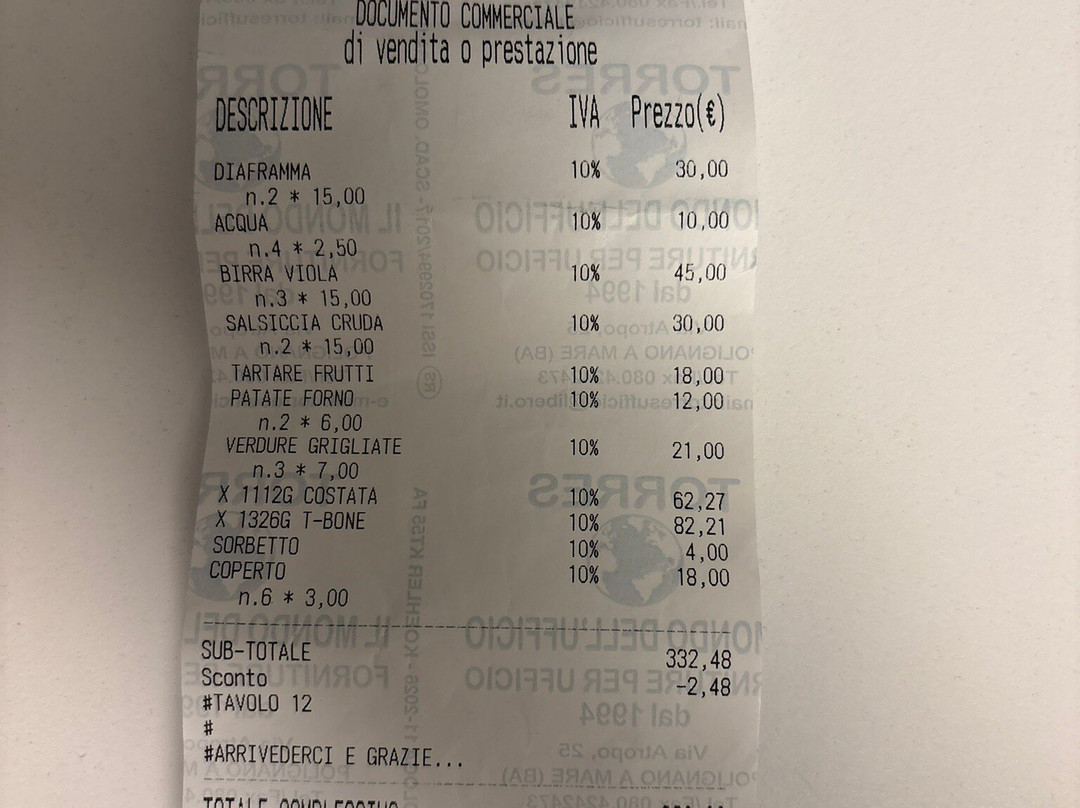 DOCUMENTO COMMERCIALE
di vendita o prestazione
DESCRIZIONE IVA Prezzo(€)
DIAFRAMMA 10% 30,00
n.2 * 15,00
ACQUA 10% 10,00
n.4 * 2,50
BIRRA VIOLA 10% 45,00
n.3 * 15,00
SALSICCIA CRUDA 10% 30,00
n.2 * 15,00
TARTARE FRUTTI 10% 18,00
PATATE FORNO 10% 12,00
n.2 * 6,00
VERDURE GRIGLIATE 10% 21,00
n.3 * 7,00
X 1112G COSTATA 10% 62,27
X 1326G T-BONE 10% 82,21
SORBETTO 10% 4,00
COPERTO 10% 18,00
n.6 * 3,00
SUB-TOTALE 332,48
Sconto -2,48
#TAVOLO 12
#
#ARRIVEDERCI E GRAZIE...
TOTALE COMPLESSIVO